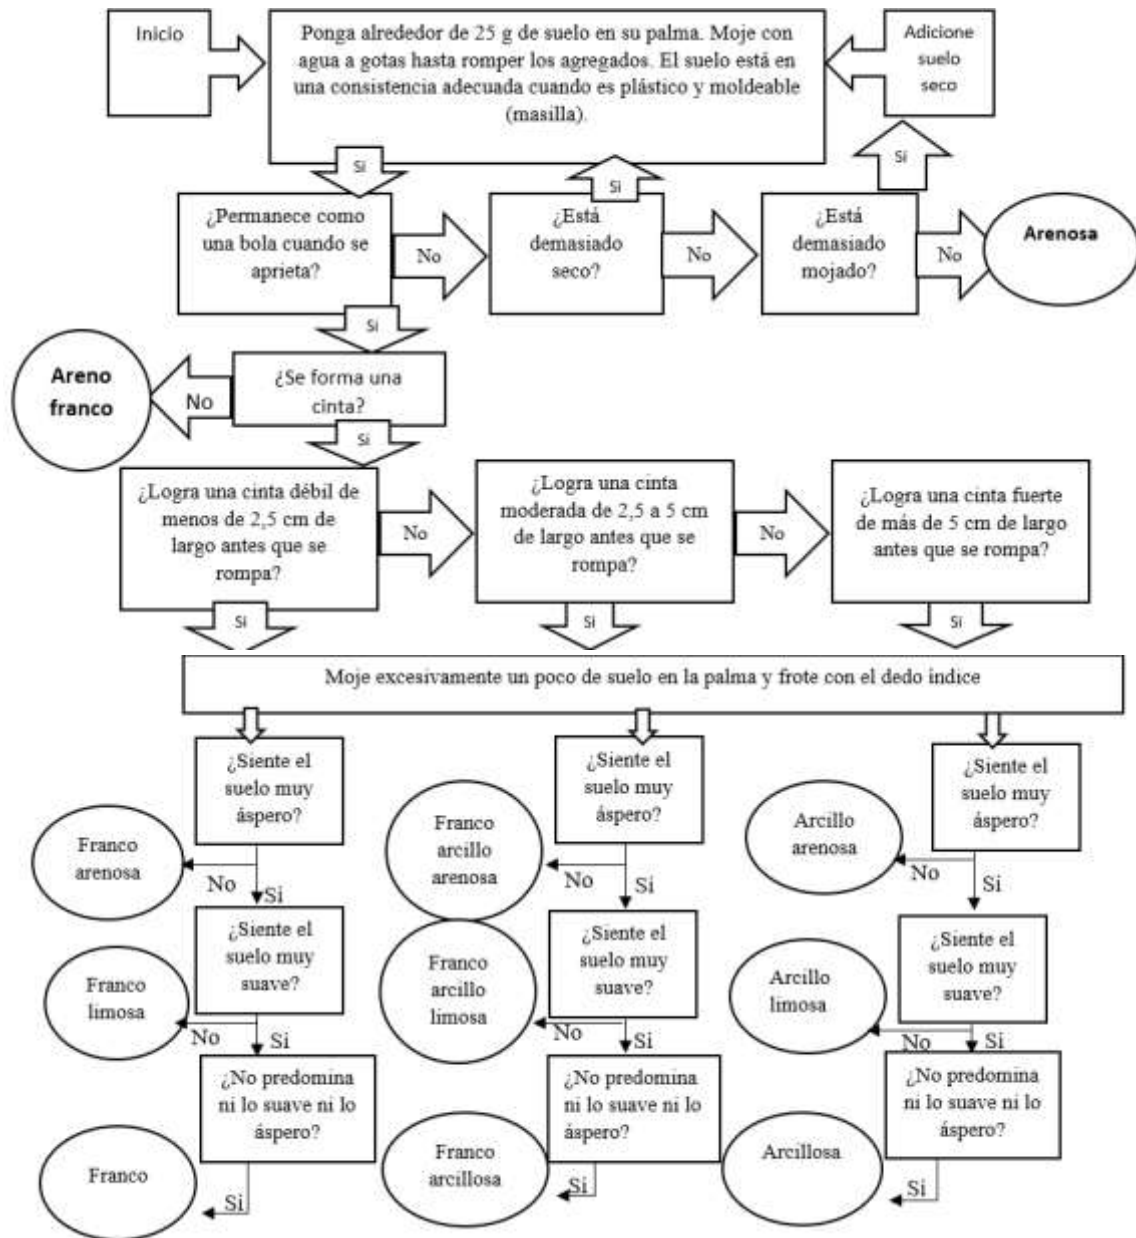 Inicio
Ponga alrededor de 25 g de suelo en su palma. Moje con
agua a gotas hasta romper los agregados. El suelo está en
una consistencia adecuada cuando es plástico y moldeable
(masilla).
Adicione
suelo
seco
Si
Si
Si
¿Permanece como
una bola cuando se
aprieta?
No
¿Está
demasiado
seco?
No
¿Está
demasiado
mojado?
No
Arenosa
Si
Areno
franco
No
¿Se forma una
cinta?
Si
¿Logra una cinta débil de
menos de 2,5 cm de
largo antes que se
rompa?
No
¿Logra una cinta
moderada de 2,5 a 5 cm
de largo antes que se
rompa?
No
¿Logra una cinta fuerte
de más de 5 cm de largo
antes que se rompa?
Si
Si
Si
Moje excesivamente un poco de suelo en la palma y frote con el dedo índice
¿Siente el
suelo muy
áspero?
Franco
arenosa
No
Si
¿Siente el
suelo muy
suave?
Franco
limosa
No
Si
¿No predomina
ni lo suave ni lo
áspero?
Franco
Si
¿Siente el
suelo muy
áspero?
Franco
arcillo
arenosa
No
Si
¿Siente el
suelo muy
suave?
Franco
arcillo
limosa
No
Si
¿No predomina
ni lo suave ni lo
áspero?
Franco
arcillosa
Si
¿Siente el
suelo muy
áspero?
Arcillo
arenosa
No
Si
¿Siente el
suelo muy
suave?
Arcillo
limosa
No
Si
¿No predomina
ni lo suave ni lo
áspero?
Arcillosa
Si